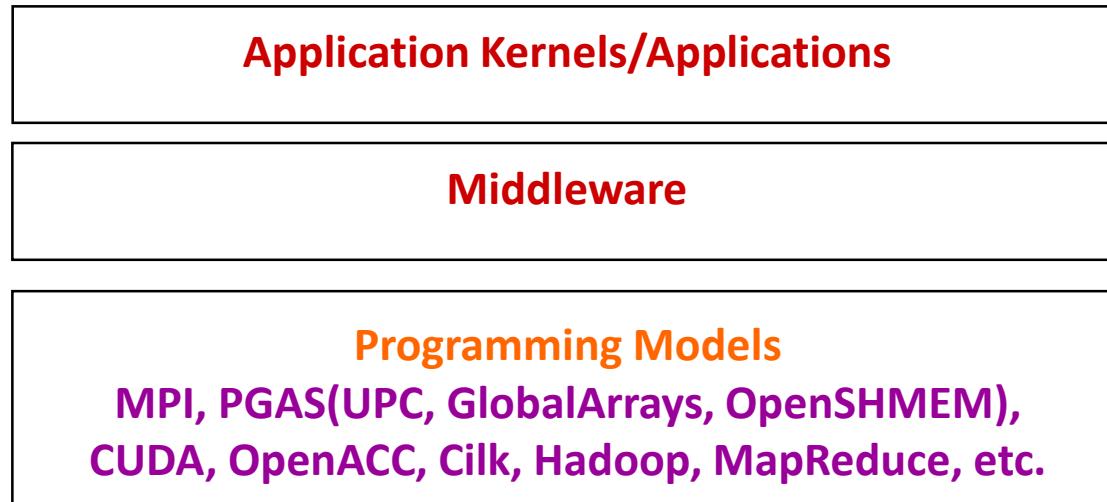 Application Kernels/Applications
Middleware
Programming Models
MPI, PGAS(UPC, GlobalArrays, OpenSHMEM),
CUDA, OpenACC, Cilk, Hadoop, MapReduce, etc.